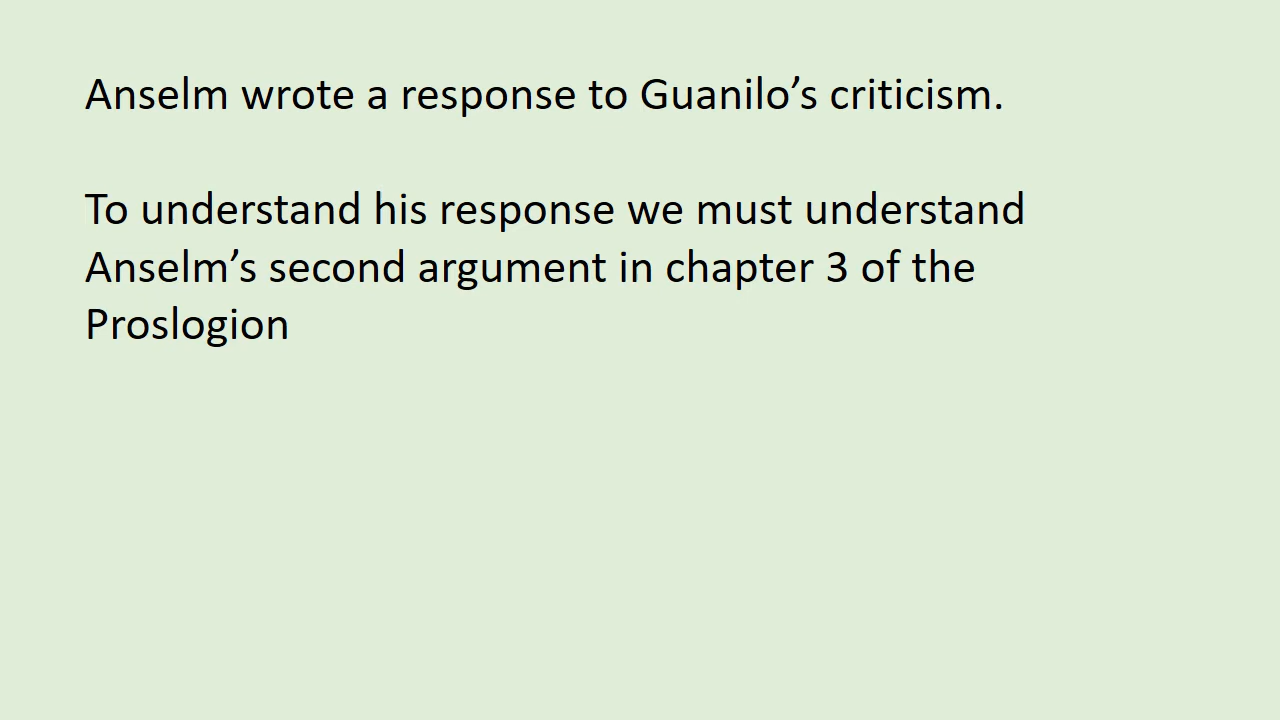 Anselm wrote a response to Guanilo’s criticism.
To understand his response we must understand
Anselm’s second argument in chapter 3 of the
Proslogion